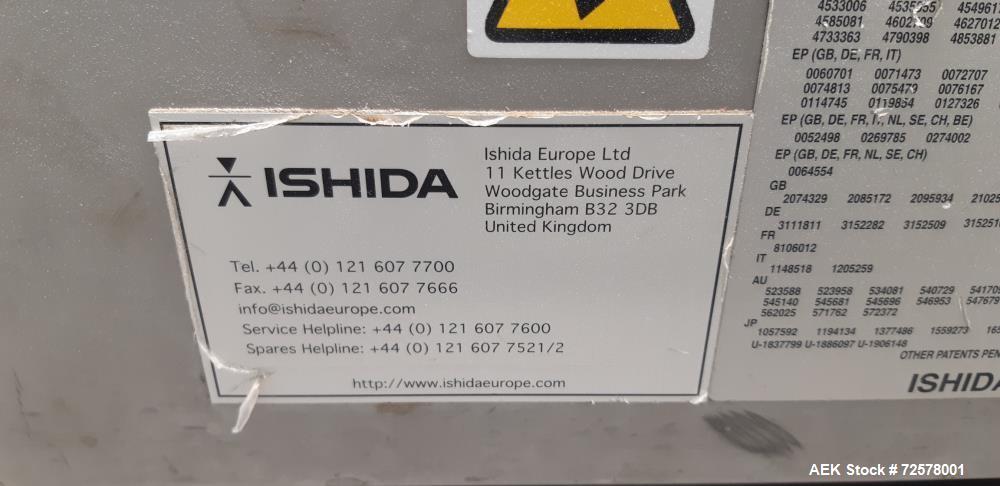 ISHIDA
Ishida Europe Ltd
11 Kettles Wood Drive
Woodgate Business Park
Birmingham B32 3DB
United Kingdom
Tel. +44 (0) 121 607 7700
Fax. +44 (0) 121 607 7666
info@ishidaeurope.com
Service Helpline: +44 (0) 121 607 7600
Spares Helpline: +44 (0) 121 607 7521/2
http://www.ishidaeurope.com
4533006
4585081 4627012
4733363 4790398 4853881
EP (GB, DE, FR, IT)
0060701 0071473 0072707
0074813 0075479 0076167
0114745 0127326
EP (GB, DE, FR, IT, NL, SE, CH, BE)
0052498 0269785 0274002
EP (GB, DE, FR, NL, SE, CH)
0064554
GB
2074329 2085172 2095934
DE
3111811 3152282 3152509
FR
8106012
IT
1148518 1205259
AU
523588 523958 534081 540729
545140 545681 545696 546953
562025 571762 572372
JP
1057592 1194134 1377486 1559273
U-1837799 U-1886097 U-1906148
OTHER PATENTS PEN
ISHIDA
AEK Stock # 72578001